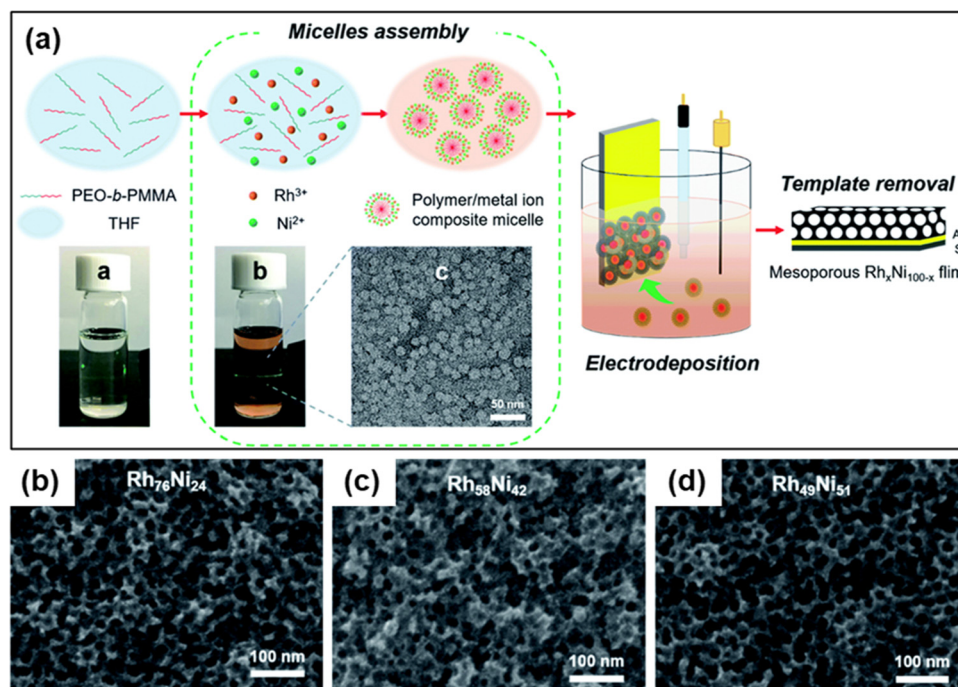 (a)
Micelles assembly
PEO-b-PMMA
THF
Rh3+
Ni2+
Polymer/metal ion
composite micelle
a
b
c
50 nm
Electrodeposition
Template removal
A
S
Mesoporous RhxNi100-x flim
(b)
Rh76Ni24
100 nm
(c)
Rh58Ni42
100 nm
(d)
Rh49Ni51
100 nm